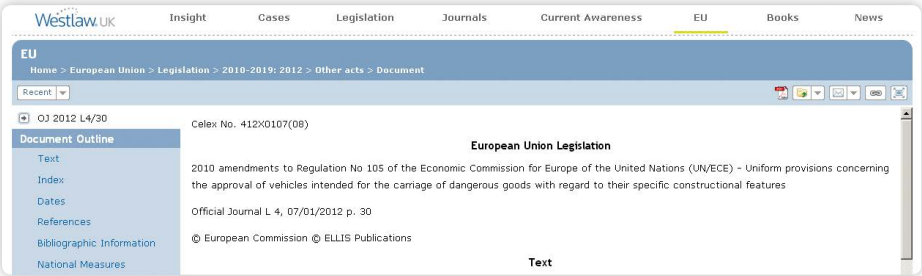 Westlaw UK
Insight Cases Legislation Journals Current Awareness EU Books News
EU
Home > European Union > Legislation > 2010-2019: 2012 > Other acts > Document
Recent
OJ 2012 L4/30
Document Outline
Text
Index
Dates
References
Bibliographic Information
National Measures
Celex No. 412X0107(08)
European Union Legislation
2010 amendments to Regulation No 105 of the Economic Commission for Europe of the United Nations (UN/ECE) - Uniform provisions concerning
the approval of vehicles intended for the carriage of dangerous goods with regard to their specific constructional features
Official Journal L 4, 07/01/2012 p. 30
© European Commission © ELLIS Publications
Text